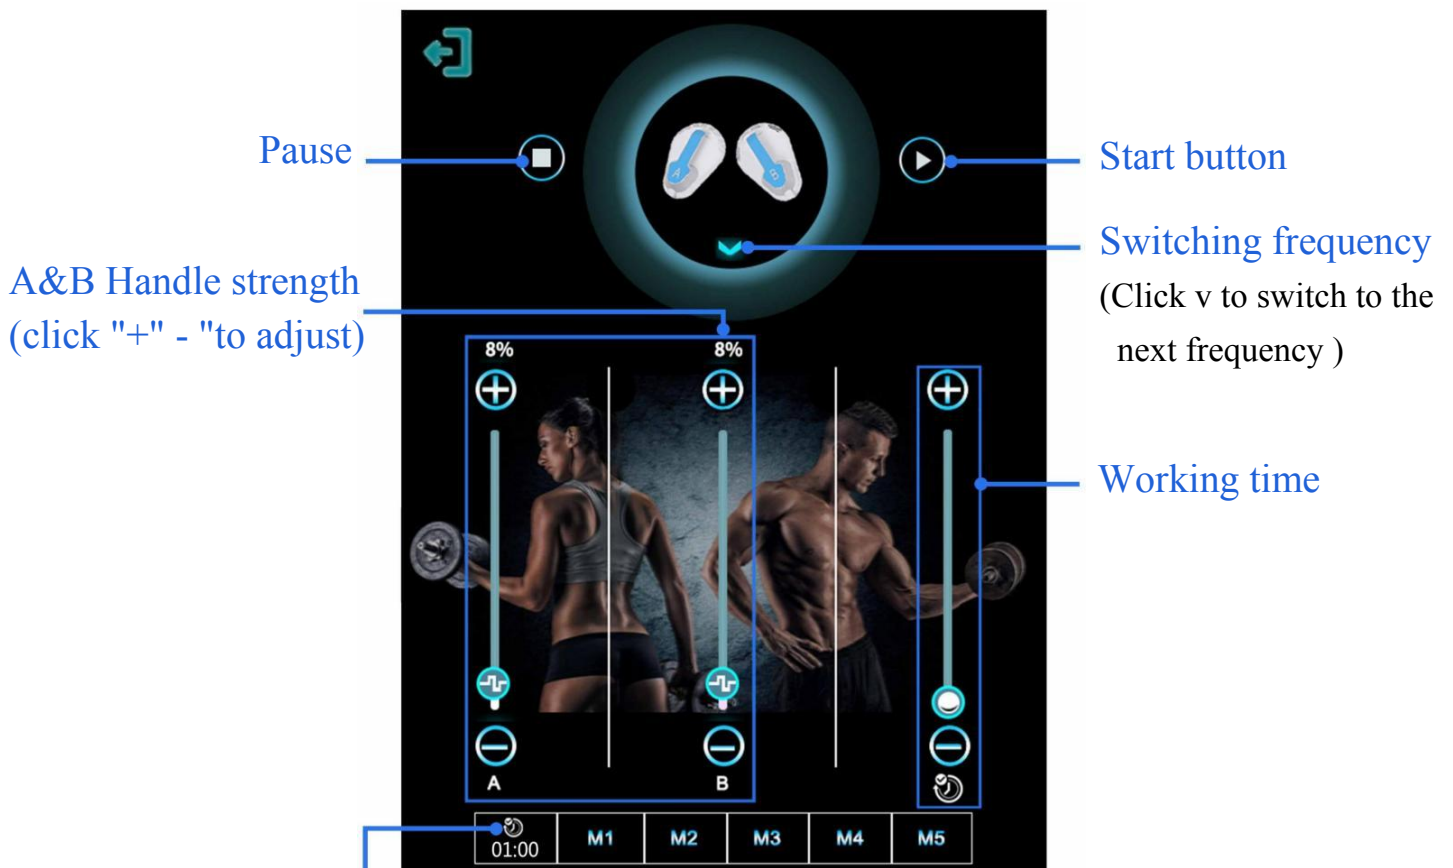 Pause
Start button
Switching frequency
(Click v to switch to the
next frequency )
A&B Handle strength
(click "+" - "to adjust)
A
B
8%
8%
Working time
A
B
01:00
M1
M2
M3
M4
M5